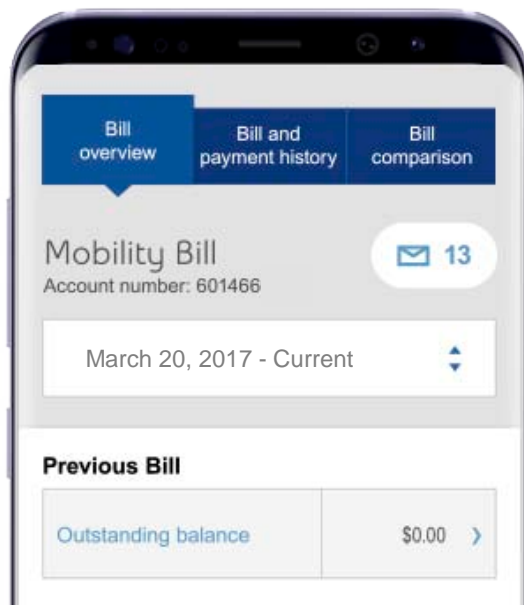 Bill
overview
Bill and
payment history
Bill
comparison
Mobility Bill
13
Account number: 601466
March 20, 2017 - Current
Previous Bill
Outstanding balance
$0.00